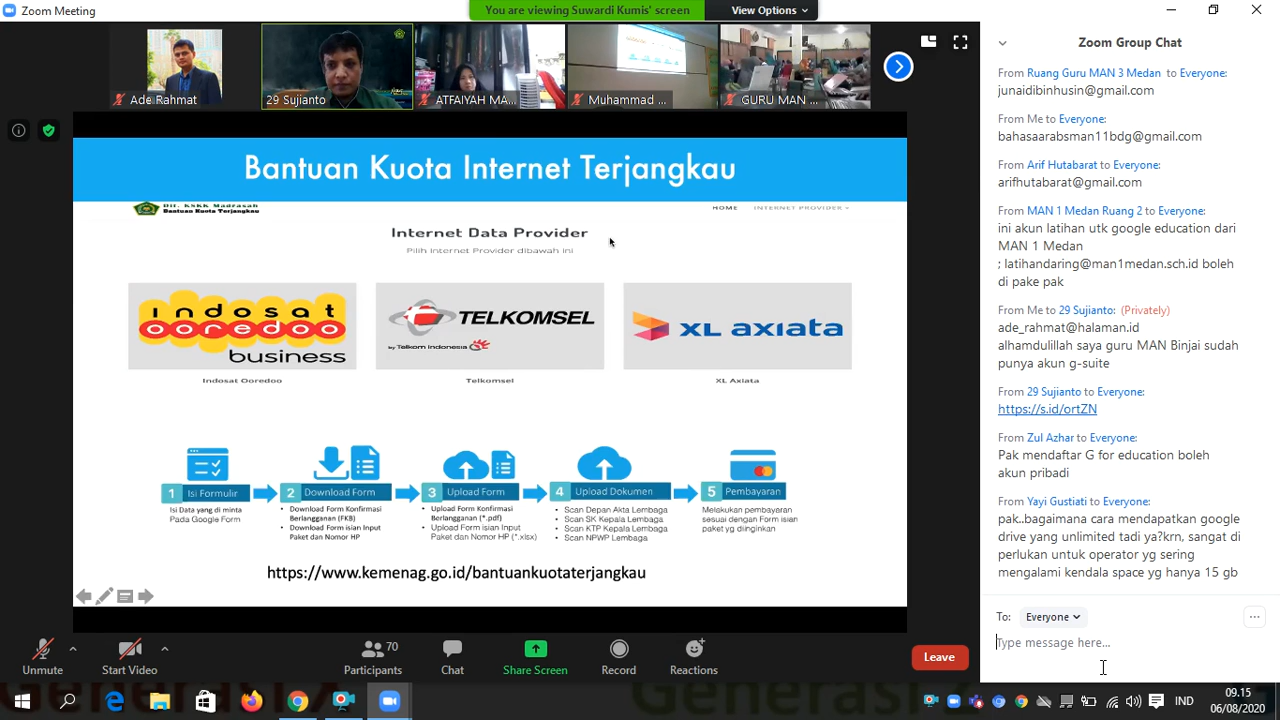 Zoom Meeting
You are viewing Suwardi Kumis' screen
View Options
Ade Rahmat
29 Sujianto
ATFAIYAH MA...
Muhammad ...
GURU MAN ...
Bantuan Kuota Internet Terjangkau
Dit. KSKK Madrasah
Bantuan Kuota Terjangkau
HOME
INTERNET PROVIDER
Internet Data Provider
Pilih Internet Provider dibawah ini
indosat
ooredoo
business
TELKOMSEL
by Telkom Indonesia
XL axiata
Indosat Ooredoo
Telkomsel
XL Axiata
1 Isi Formulir
Isi Data yang di minta
Pada Google Form
2 Download Form
• Download Form Konfirmasi
Berlangganan (FKB)
• Download Form isian Input
Paket dan Nomor HP
3 Upload Form
• Upload Form Konfirmasi
Berlangganan (*.pdf)
• Upload Form isian Input
Paket dan Nomor HP (*.xlsx)
4 Upload Dokumen
• Scan Depan Akta Lembaga
• Scan SK Kepala Lembaga
• Scan KTP Kepala Lembaga
• Scan NPWP Lembaga
5 Pembayaran
Melakukan pembayaran
sesuai dengan Form isian
paket yg diinginkan
https://www.kemenag.go.id/bantuankuotaterjangkau
Unmute
Start Video
70
Participants
Chat
Share Screen
Record
Reactions
Leave
Zoom Group Chat
From Ruang Guru MAN 3 Medan to Everyone:
junaidibinhusin@gmail.com
From Me to Everyone:
bahasaarabsman11bdg@gmail.com
From Arif Hutabarat to Everyone:
arifhutabarat@gmail.com
From MAN 1 Medan Ruang 2 to Everyone:
ini akun latihan utk google education dari
MAN 1 Medan
; latihandaring@man1medan.sch.id boleh
di pake pak
From Me to 29 Sujianto: (Privately)
ade_rahmat@halaman.id
alhamdulillah saya guru MAN Binjai sudah
punya akun g-suite
From 29 Sujianto to Everyone:
https://s.id/ortZN
From Zul Azhar to Everyone:
Pak mendaftar G for education boleh
akun pribadi
From Yayi Gustiati to Everyone:
pak..bagaimana cara mendapatkan google
drive yang unlimited tadi ya?krn, sangat di
perlukan untuk operator yg sering
mengalami kendala space yg hanya 15 gb
To: Everyone
Type message here...
IND
09.15
06/08/2020